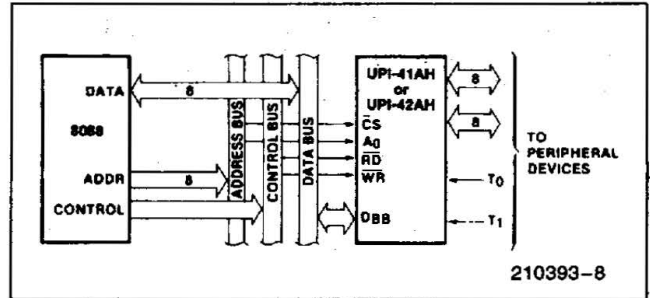 DATA
8
8088
ADDR
8
CONTROL
ADDRESS BUS
CONTROL BUS
DATA BUS
UPI-41AH
or
UPI-42AH
CS
A0
RD
WR
DBB
8
8
T0
T1
TO
PERIPHERAL
DEVICES
210393-8